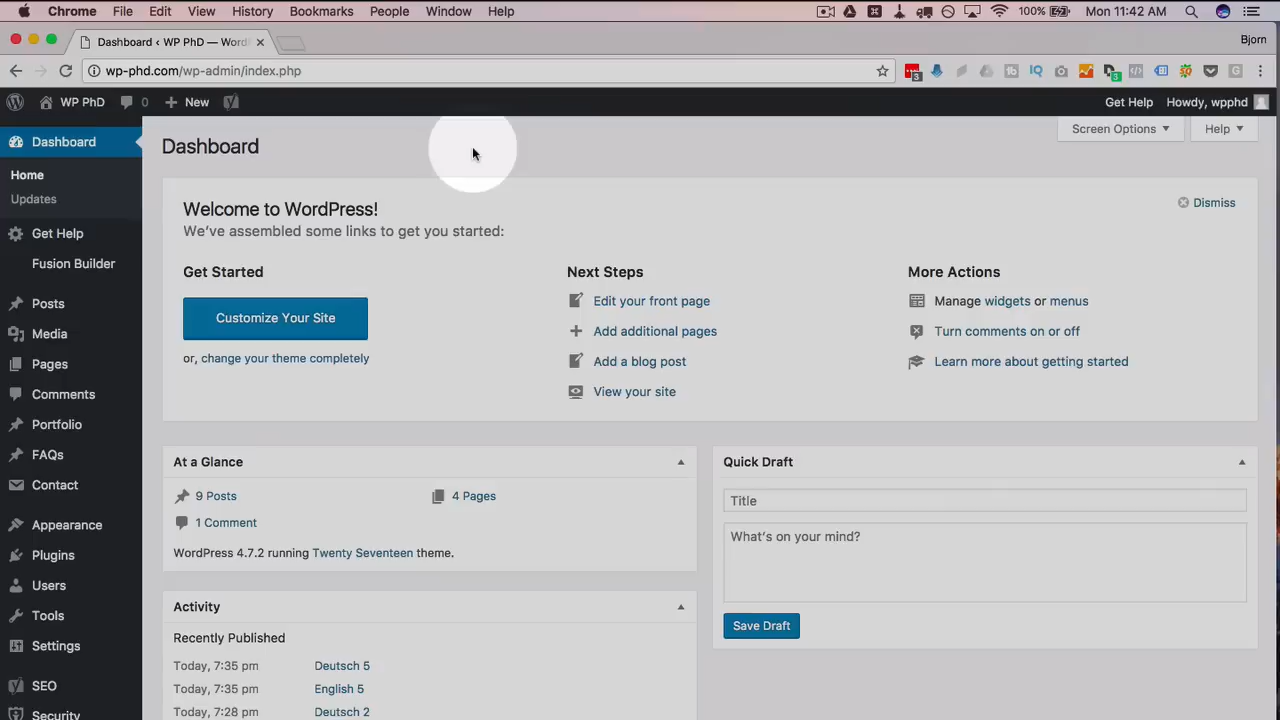 Chrome File Edit View History Bookmarks People Window Help 100% Mon 11:42 AM
Dashboard ‹ WP PhD — Word Bjorn
wp-phd.com/wp-admin/index.php
WP PhD 0 New Get Help Howdy, wpphd
Dashboard
Home
Updates
Get Help
Fusion Builder
Posts
Media
Pages
Comments
Portfolio
FAQs
Contact
Appearance
Plugins
Users
Tools
Settings
SEO
Security
Dashboard Screen Options Help
Welcome to WordPress! Dismiss
We've assembled some links to get you started:
Get Started
Customize Your Site
or, change your theme completely
Next Steps
Edit your front page
Add additional pages
Add a blog post
View your site
More Actions
Manage widgets or menus
Turn comments on or off
Learn more about getting started
At a Glance
9 Posts 4 Pages
1 Comment
WordPress 4.7.2 running Twenty Seventeen theme.
Activity
Recently Published
Today, 7:35 pm Deutsch 5
Today, 7:35 pm English 5
Today, 7:28 pm Deutsch 2
Quick Draft
Title
What's on your mind?
Save Draft